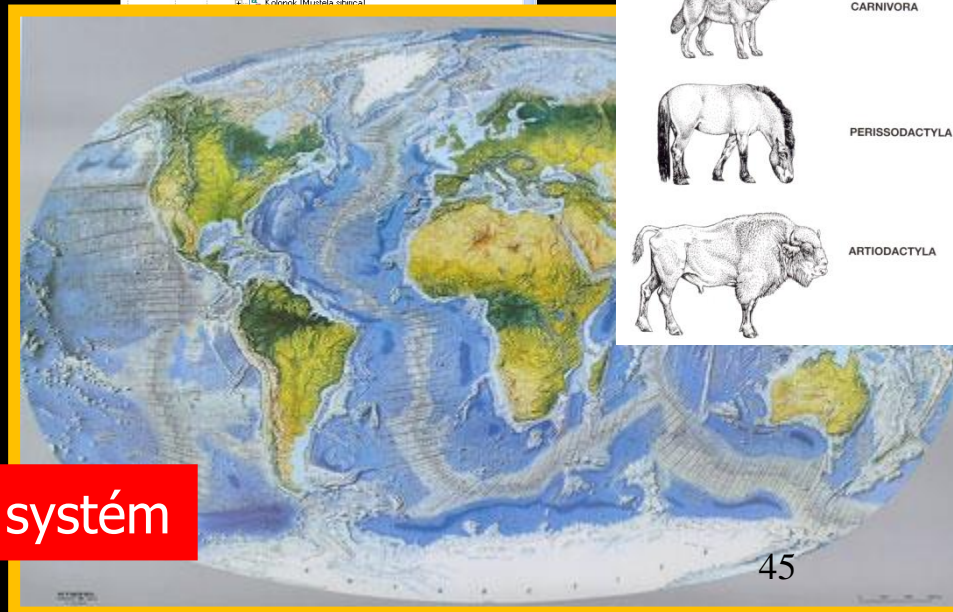 Kolonok [Mustela sibirica]
CARNIVORA
PERISSODACTYLA
ARTIODACTYLA
systém
45